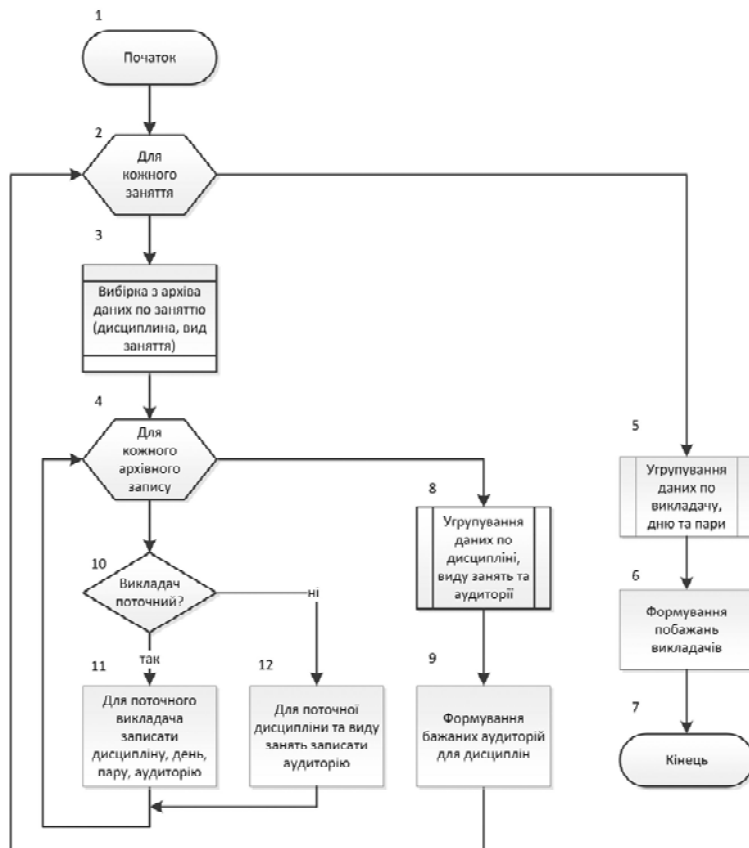 1
Початок
2
Для
кожного
заняття
3
Вибірка з архіва
даних по заняттю
(дисциплина, вид
заняття)
4
Для
кожного
архівного
запису
5
Угрупування
даних по
викладачу,
дню та пари
8
Угрупування
даних по
дисципліні,
виду занять та
аудиторії
10
Викладач
поточний?
ні
так
6
Формування
побажань
викладачів
11
Для поточного
викладача
записати
дисципліну, день,
пару, аудиторію
12
Для поточної
дисципліни та виду
занять записати
аудиторію
9
Формування
бажаних аудиторій
для дисциплін
7
Кінець